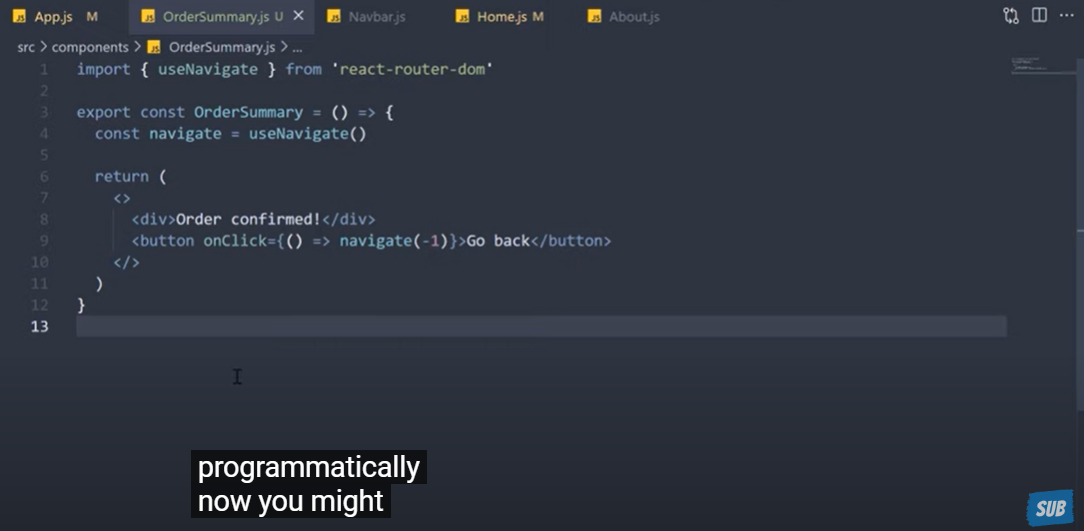 JS App.js M JS OrderSummary.js U × JS Navbar.js JS Home.js M JS About.js ...
src > components > JS OrderSummary.js > ...
1 import { useNavigate } from 'react-router-dom'
2
3 export const OrderSummary = () => {
4   const navigate = useNavigate()
5
6   return (
7     <>
8       <div>Order confirmed!</div>
9       <button onClick={() => navigate(-1)}>Go back</button>
10     </>
11   )
12 }
13
programmatically
now you might
SUB